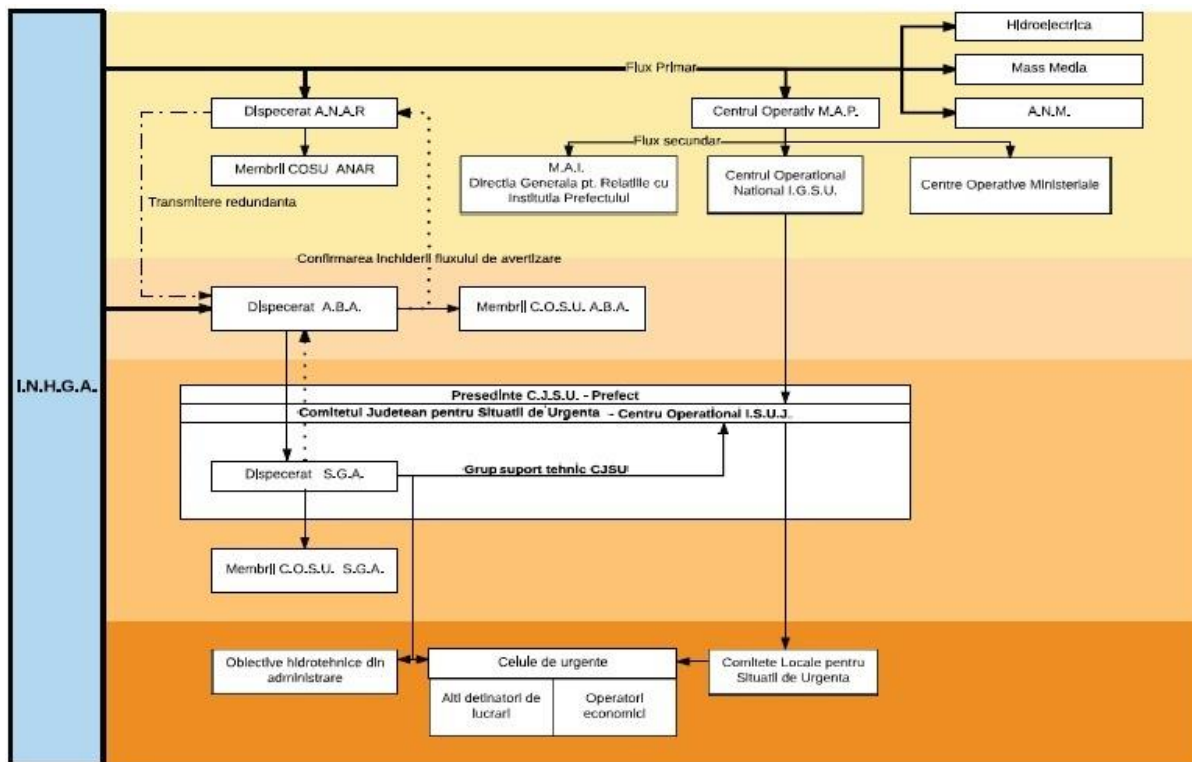 Hidroelectrica
Flux Primar
Mass Media
Dispecerat A.N.A.R
Centrul Operativ M.A.P.
A.N.M.
Flux secundar
Membrii COSU ANAR
M.A.I.
Directia Generala pt. Relatiile cu
Institutia Prefectului
Centrul Operational
National I.G.S.U.
Centre Operative Ministeriale
Transmitere redundanta
Confirmarea inchiderii fluxului de avertizare
Dispecerat A.B.A.
Membrii C.O.S.U. A.B.A.
I.N.H.G.A.
Presedinte C.J.S.U. - Prefect
Comitetul Judetean pentru Situatii de Urgenta - Centru Operational I.S.U.J.
Dispecerat S.G.A.
Grup suport tehnic CJSU
Membrii C.O.S.U. S.G.A.
Obiective hidrotehnice din
administrare
Celule de urgente
Comitete Locale pentru
Situatii de Urgenta
Alti detinatori de
lucrari
Operatori
economici